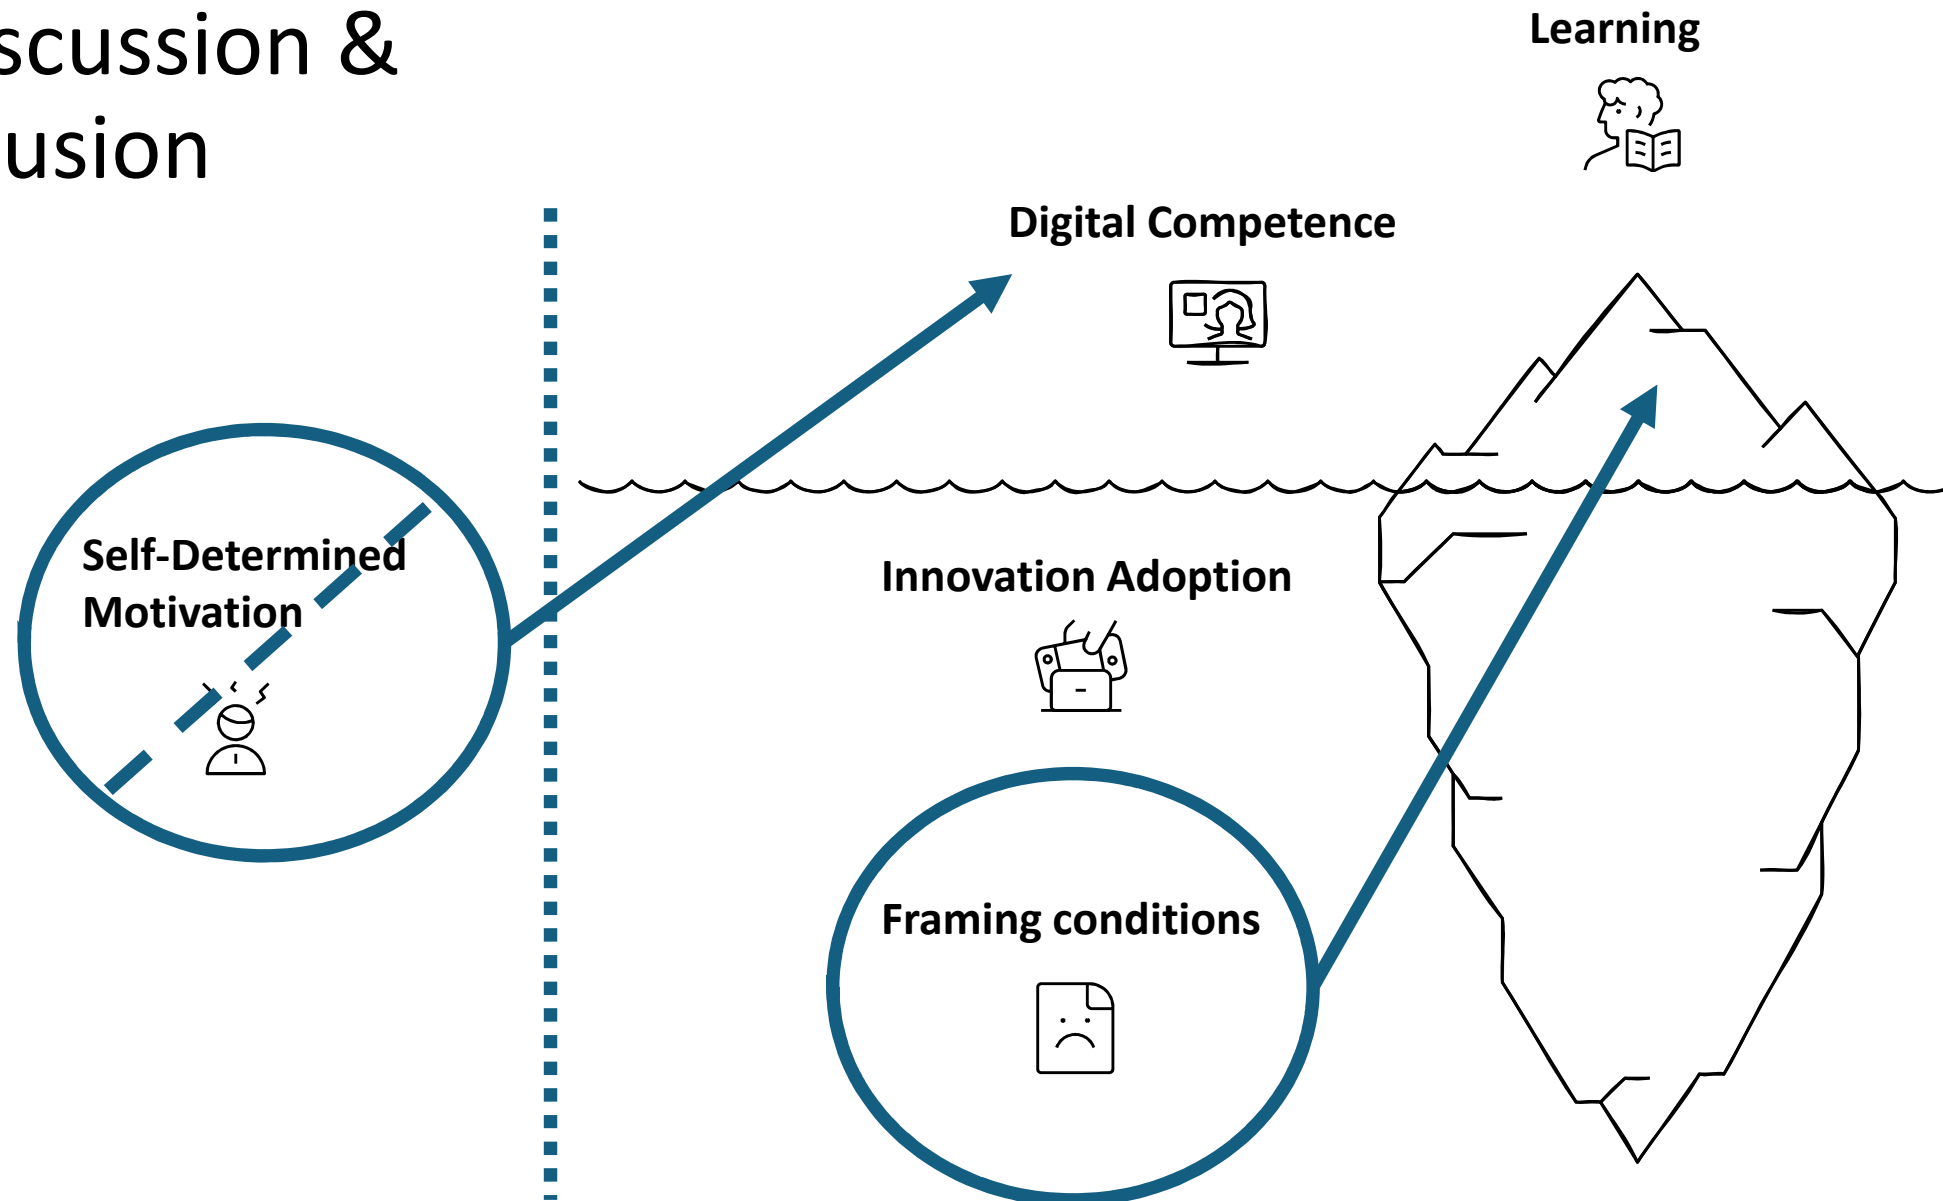 scussion &
usion
Learning
Digital Competence
Self-Determined
Motivation
Innovation Adoption
Framing conditions